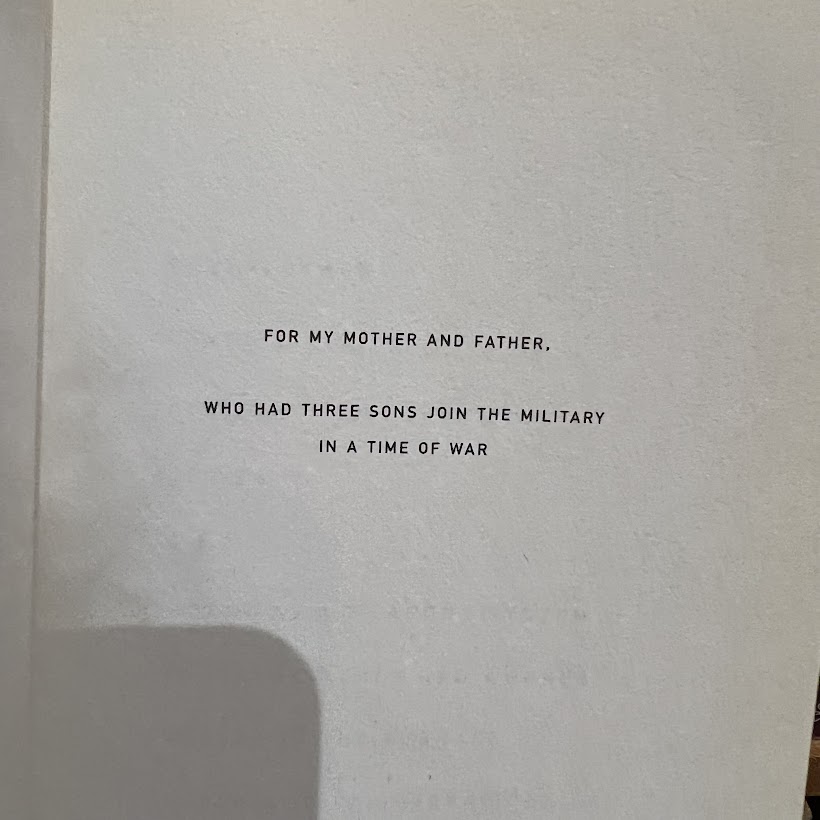 FOR MY MOTHER AND FATHER,
WHO HAD THREE SONS JOIN THE MILITARY
IN A TIME OF WAR